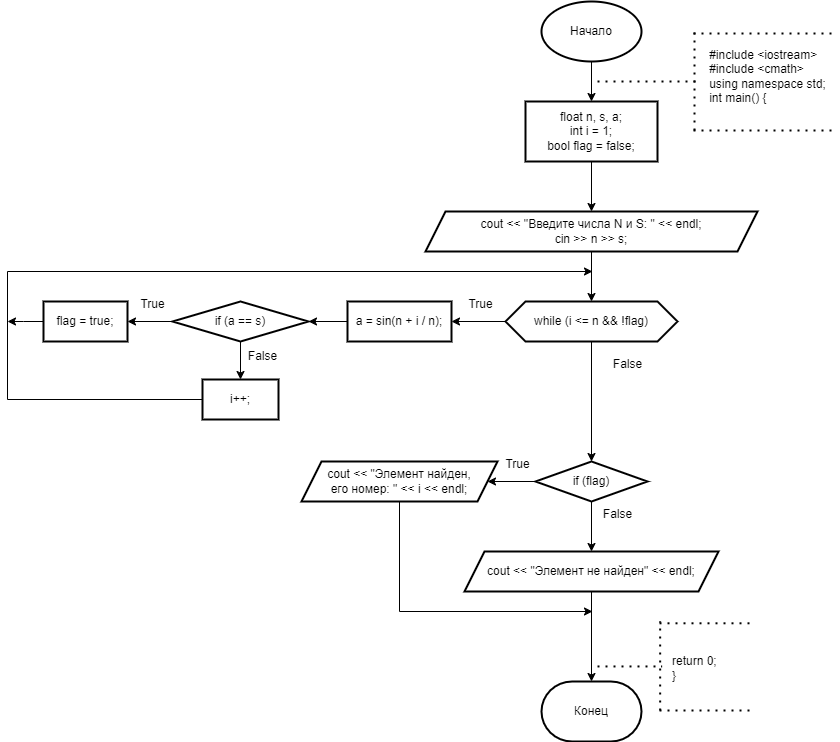 Начало
#include <iostream>
#include <cmath>
using namespace std;
int main() {
float n, s, a;
int i = 1;
bool flag = false;
cout << "Введите числа N и S: " << endl;
cin >> n >> s;
while (i <= n && !flag)
True
a = sin(n + i / n);
if (a == s)
True
flag = true;
False
i++;
False
if (flag)
True
cout << "Элемент найден,
его номер: " << i << endl;
False
cout << "Элемент не найден" << endl;
return 0;
}
Конец